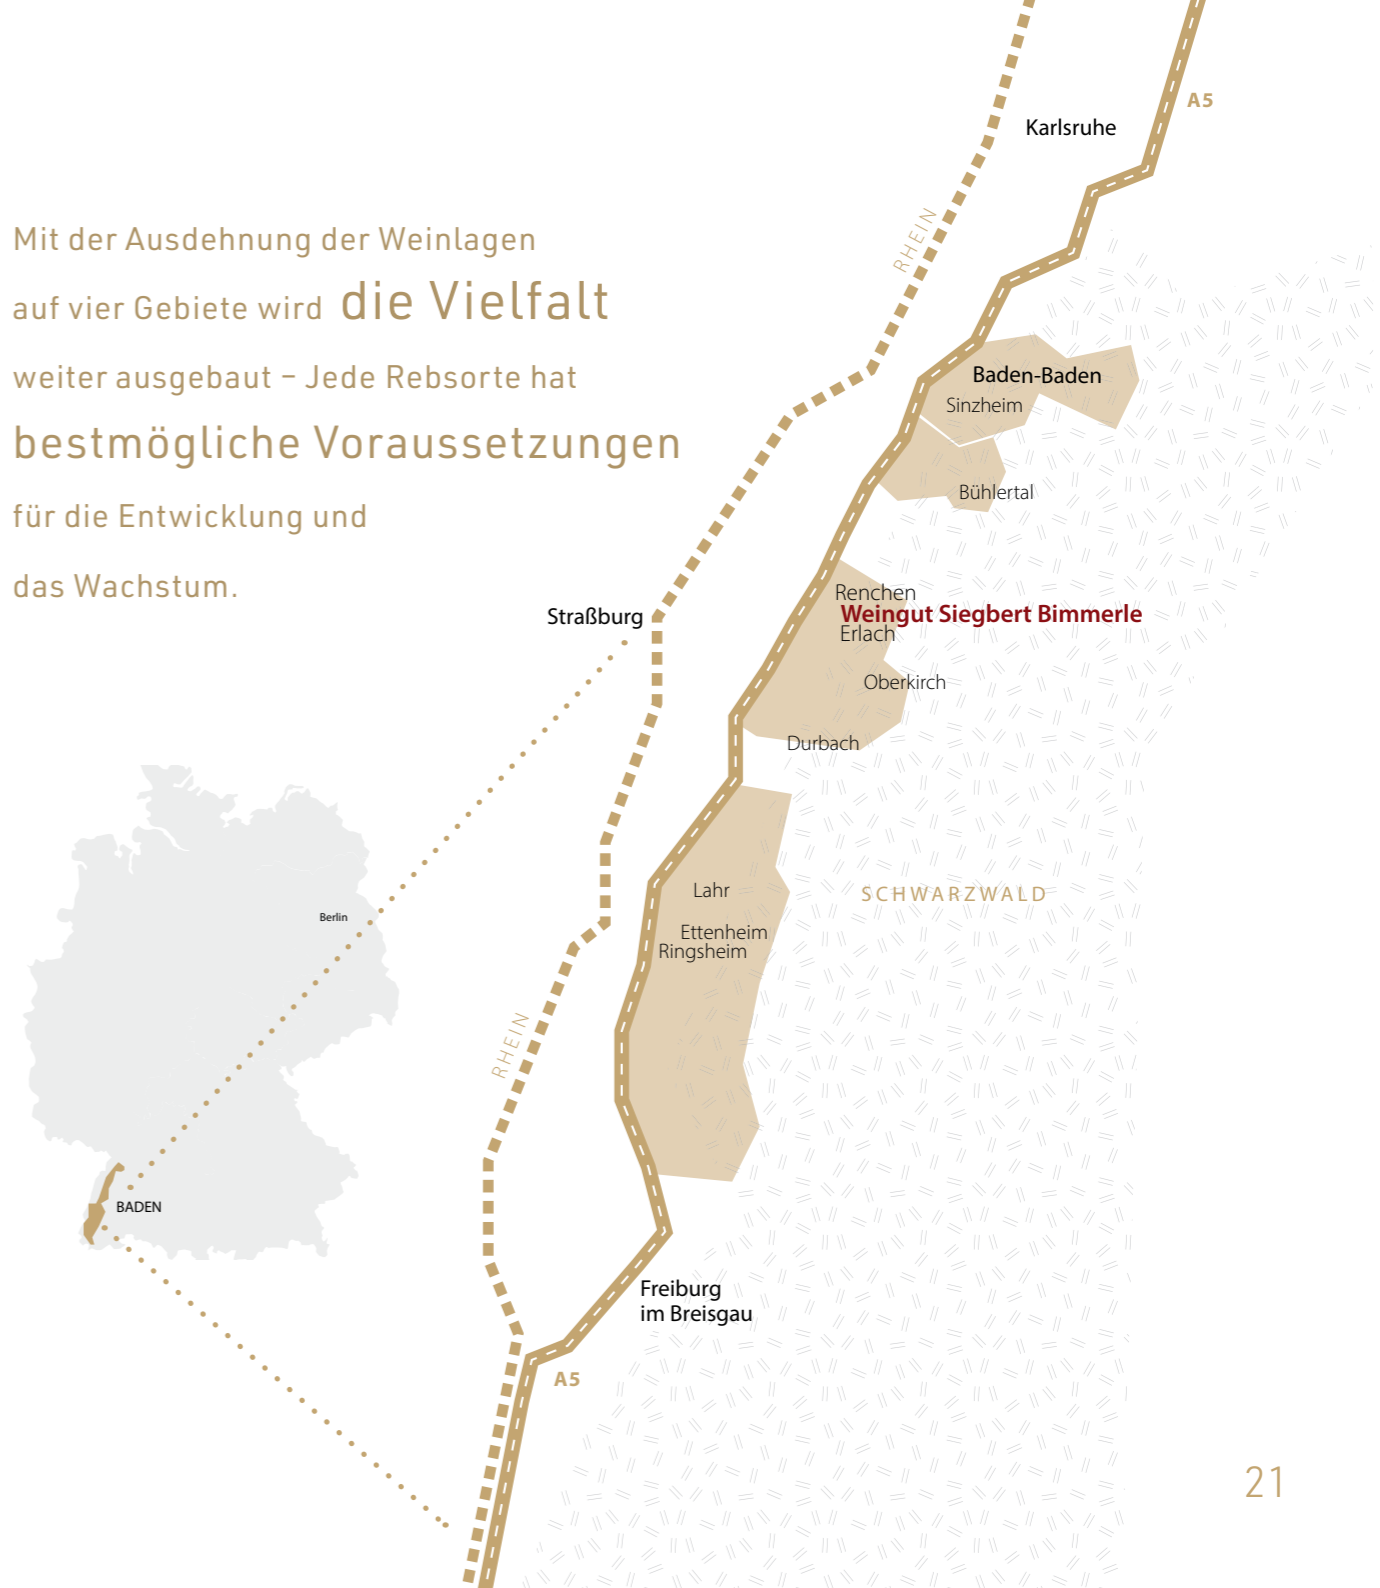 Mit der Ausdehnung der Weinlagen
auf vier Gebiete wird die Vielfalt
weiter ausgebaut – Jede Rebsorte hat
bestmögliche Voraussetzungen
für die Entwicklung und
das Wachstum.
A5
Karlsruhe
RHEIN
Baden-Baden
Sinzheim
Bühlertal
Renchen
Weingut Siegbert Bimmerle
Erlach
Straßburg
Oberkirch
Durbach
Lahr
SCHWARZWALD
Ettenheim
Ringsheim
Berlin
RHEIN
BADEN
Freiburg
im Breisgau
A5
21